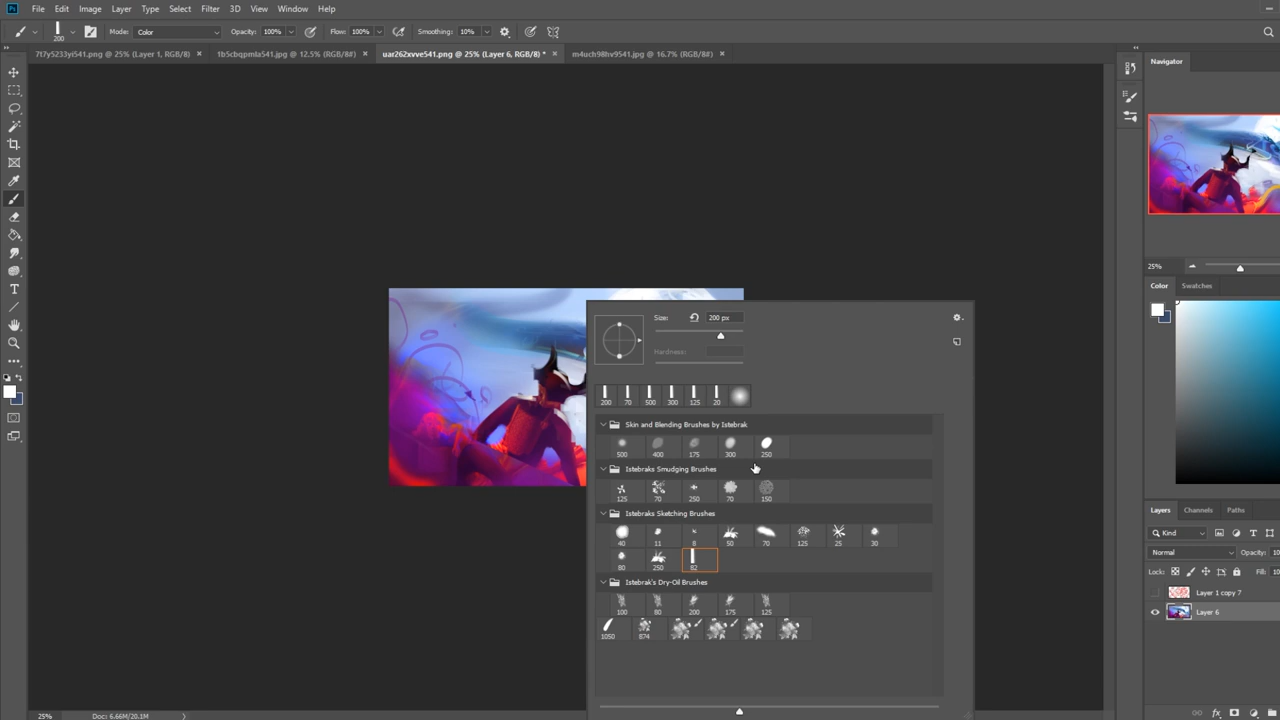 Ps File Edit Image Layer Type Select Filter 3D View Window Help
200 Mode: Color Opacity: 100% Flow: 100% Smoothing: 10%
7f7y5233yi541.png @ 25% (Layer 1, RGB/8) × 1b5cbqpmla541.jpg @ 12.5% (RGB/8#) × uar262xvve541.png @ 25% (Layer 6, RGB/8) * × m4uch98hv9541.jpg @ 16.7% (RGB/8#) ×
Navigator
25%
Color Swatches
Size: 200 px
Hardness:
200 70 500 300 125 20
Skin and Blending Brushes by Istebrak
500 400 175 300 250
Istebraks Smudging Brushes
125 70 250 70 150
Istebraks Sketching Brushes
40 11 8 50 70 125 25 30
80 250 82
Istebrak's Dry-Oil Brushes
100 80 200 175 125
1050 874
Layers Channels Paths
Kind
Normal Opacity: 10
Lock: Fill: 10
Layer 1 copy 7
Layer 6
fx
25% Doc: 6.66M/20.1M